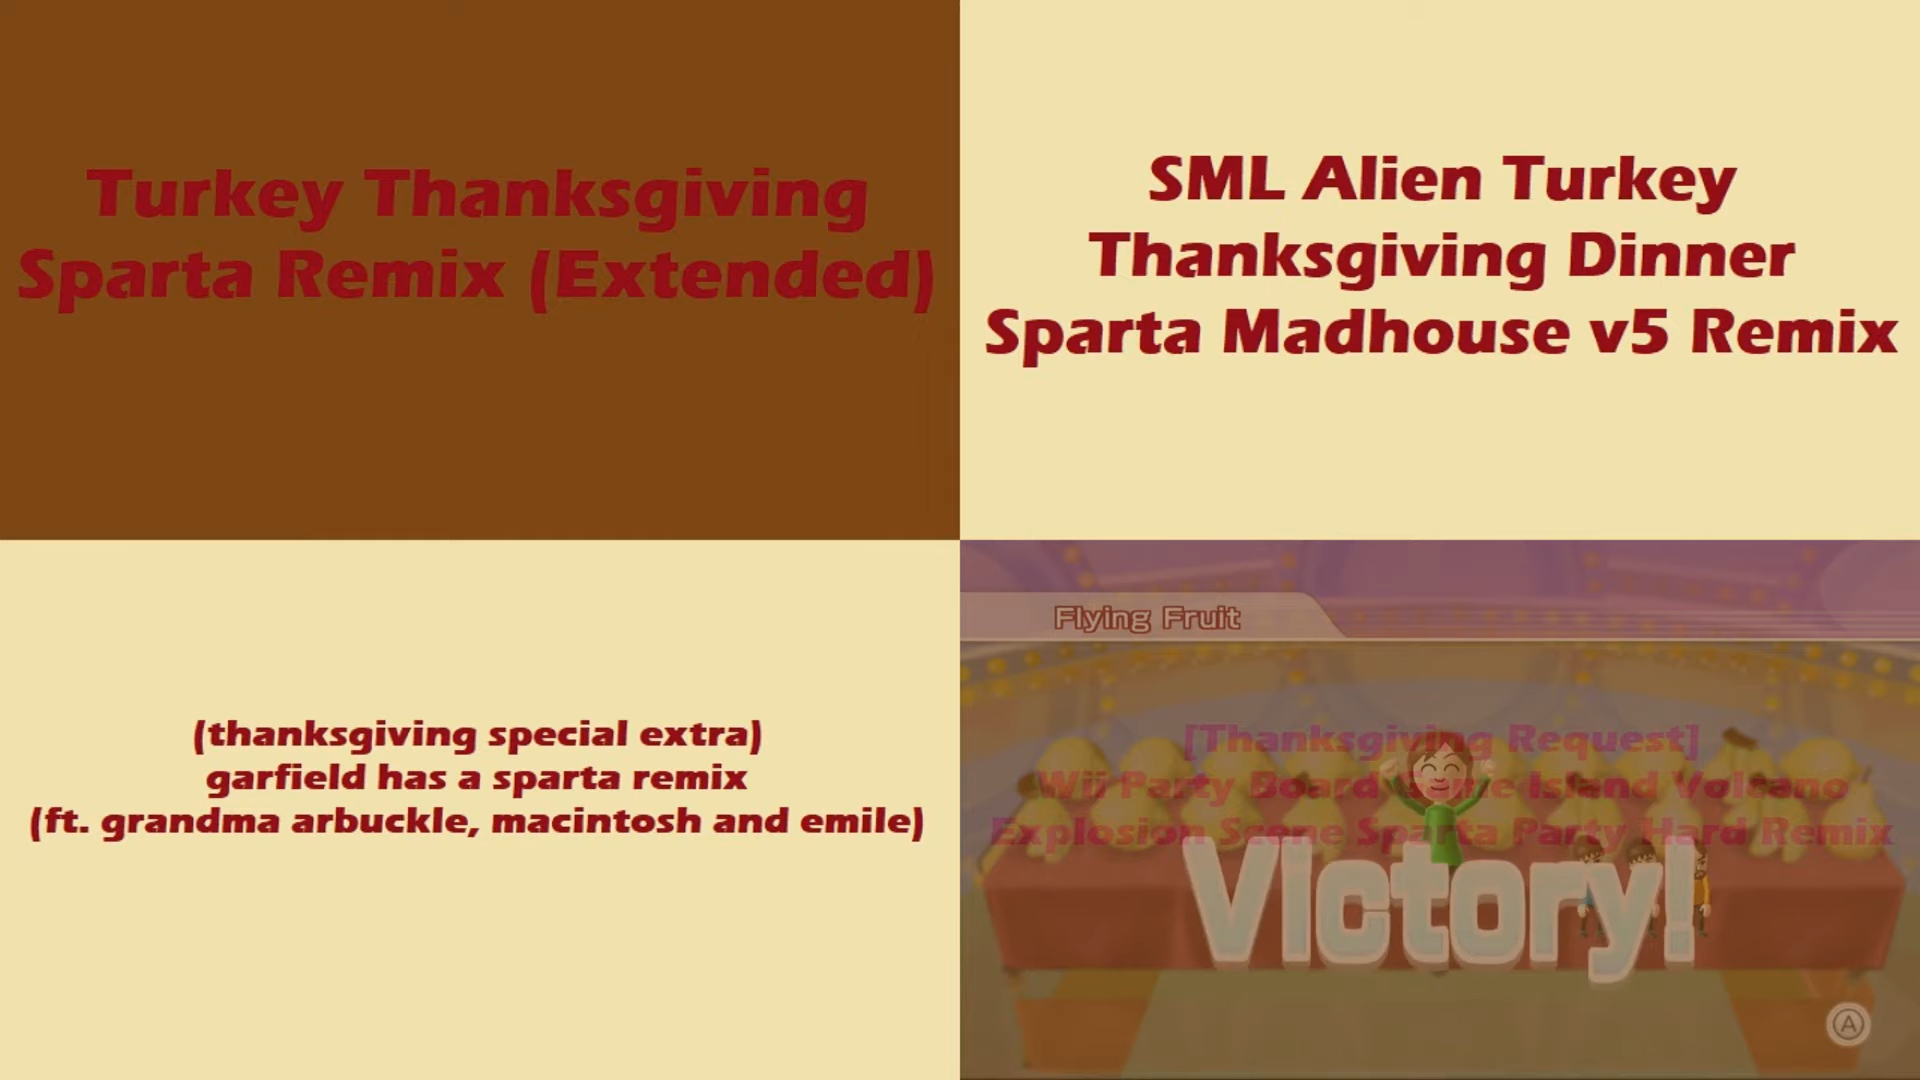 Turkey Thanksgiving
Sparta Remix (Extended)
SML Alien Turkey
Thanksgiving Dinner
Sparta Madhouse v5 Remix
(thanksgiving special extra)
garfield has a sparta remix
(ft. grandma arbuckle, macintosh and emile)
Flying Fruit
[Thanksgiving Request]
Wii Party Board Game Island Volcano
Explosion Scene Sparta Party Hard Remix
Victory!
A